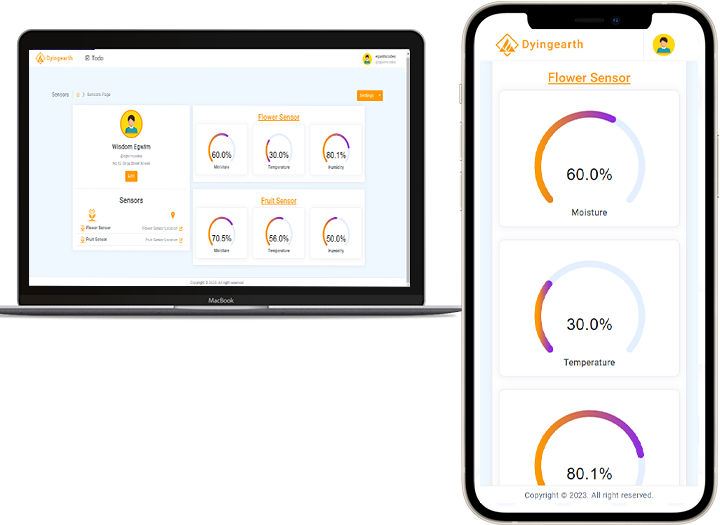 Dyingearth
Todo
egwimcodes
Sensors
Sensors Page
Settings
Wisdom Egwim
@egwimcodes
Edit
Sensors
Flower Sensor
Flower Sensor Location
Fruit Sensor
Fruit Sensor Location
Flower Sensor
60.0%
Moisture
30.0%
Temperature
80.1%
Humidity
Fruit Sensor
70.5%
Moisture
56.0%
Temperature
50.0%
Humidity
Copyright © 2023. All right reserved.
MacBook
Dyingearth
Flower Sensor
60.0%
Moisture
30.0%
Temperature
80.1%
Copyright © 2023. All right reserved.